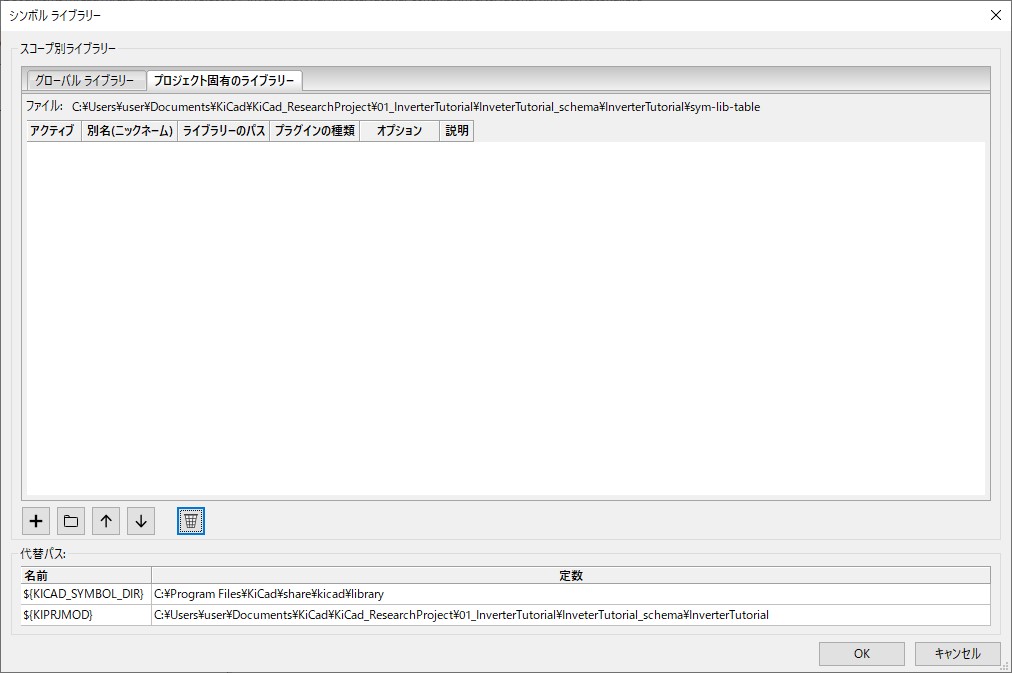 シンボル ライブラリー
スコープ別ライブラリー
グローバル ライブラリー プロジェクト固有のライブラリー
ファイル: C:¥Users¥user¥Documents¥KiCad¥KiCad_ResearchProject¥01_InverterTutorial¥InveterTutorial_schema¥InverterTutorial¥sym-lib-table
アクティブ 別名(ニックネーム) ライブラリーのパス プラグインの種類 オプション 説明
代替パス:
名前 定数
${KICAD_SYMBOL_DIR} C:¥Program Files¥KiCad¥share¥kicad¥library
${KIPRJMOD} C:¥Users¥user¥Documents¥KiCad¥KiCad_ResearchProject¥01_InverterTutorial¥InveterTutorial_schema¥InverterTutorial
OK キャンセル